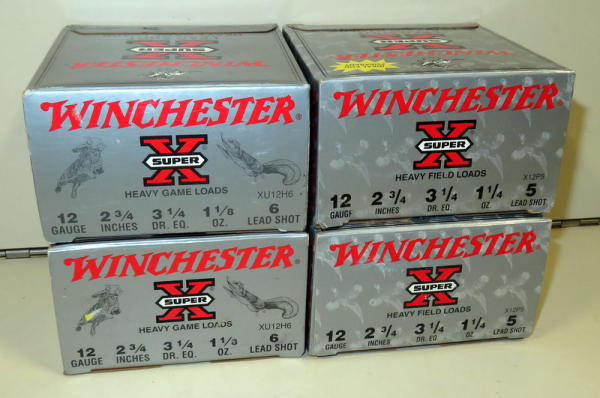 WINCHESTER
X
SUPER
WINCHESTER
X
SUPER
WINCHESTER®
X
SUPER
HEAVY GAME LOADS
XU12H6
12 2 3/4 3 1/4 1 1/8 6
GAUGE INCHES DR. EQ. OZ. LEAD SHOT
WINCHESTER®
X
SUPER
HEAVY FIELD LOADS
X12P5
12 2 3/4 3 1/4 1 1/4 5
GAUGE INCHES DR. EQ. OZ. LEAD SHOT
WINCHESTER®
X
SUPER
HEAVY GAME LOADS
XU12H6
12 2 3/4 3 1/4 6
GAUGE INCHES DR. EQ. OZ. LEAD SHOT
WINCHESTER®
X
SUPER
HEAVY FIELD LOADS
X12P5
12 2 3/4 3 1/4 1 1/4 5
GAUGE INCHES DR. EQ. OZ. LEAD SHOT